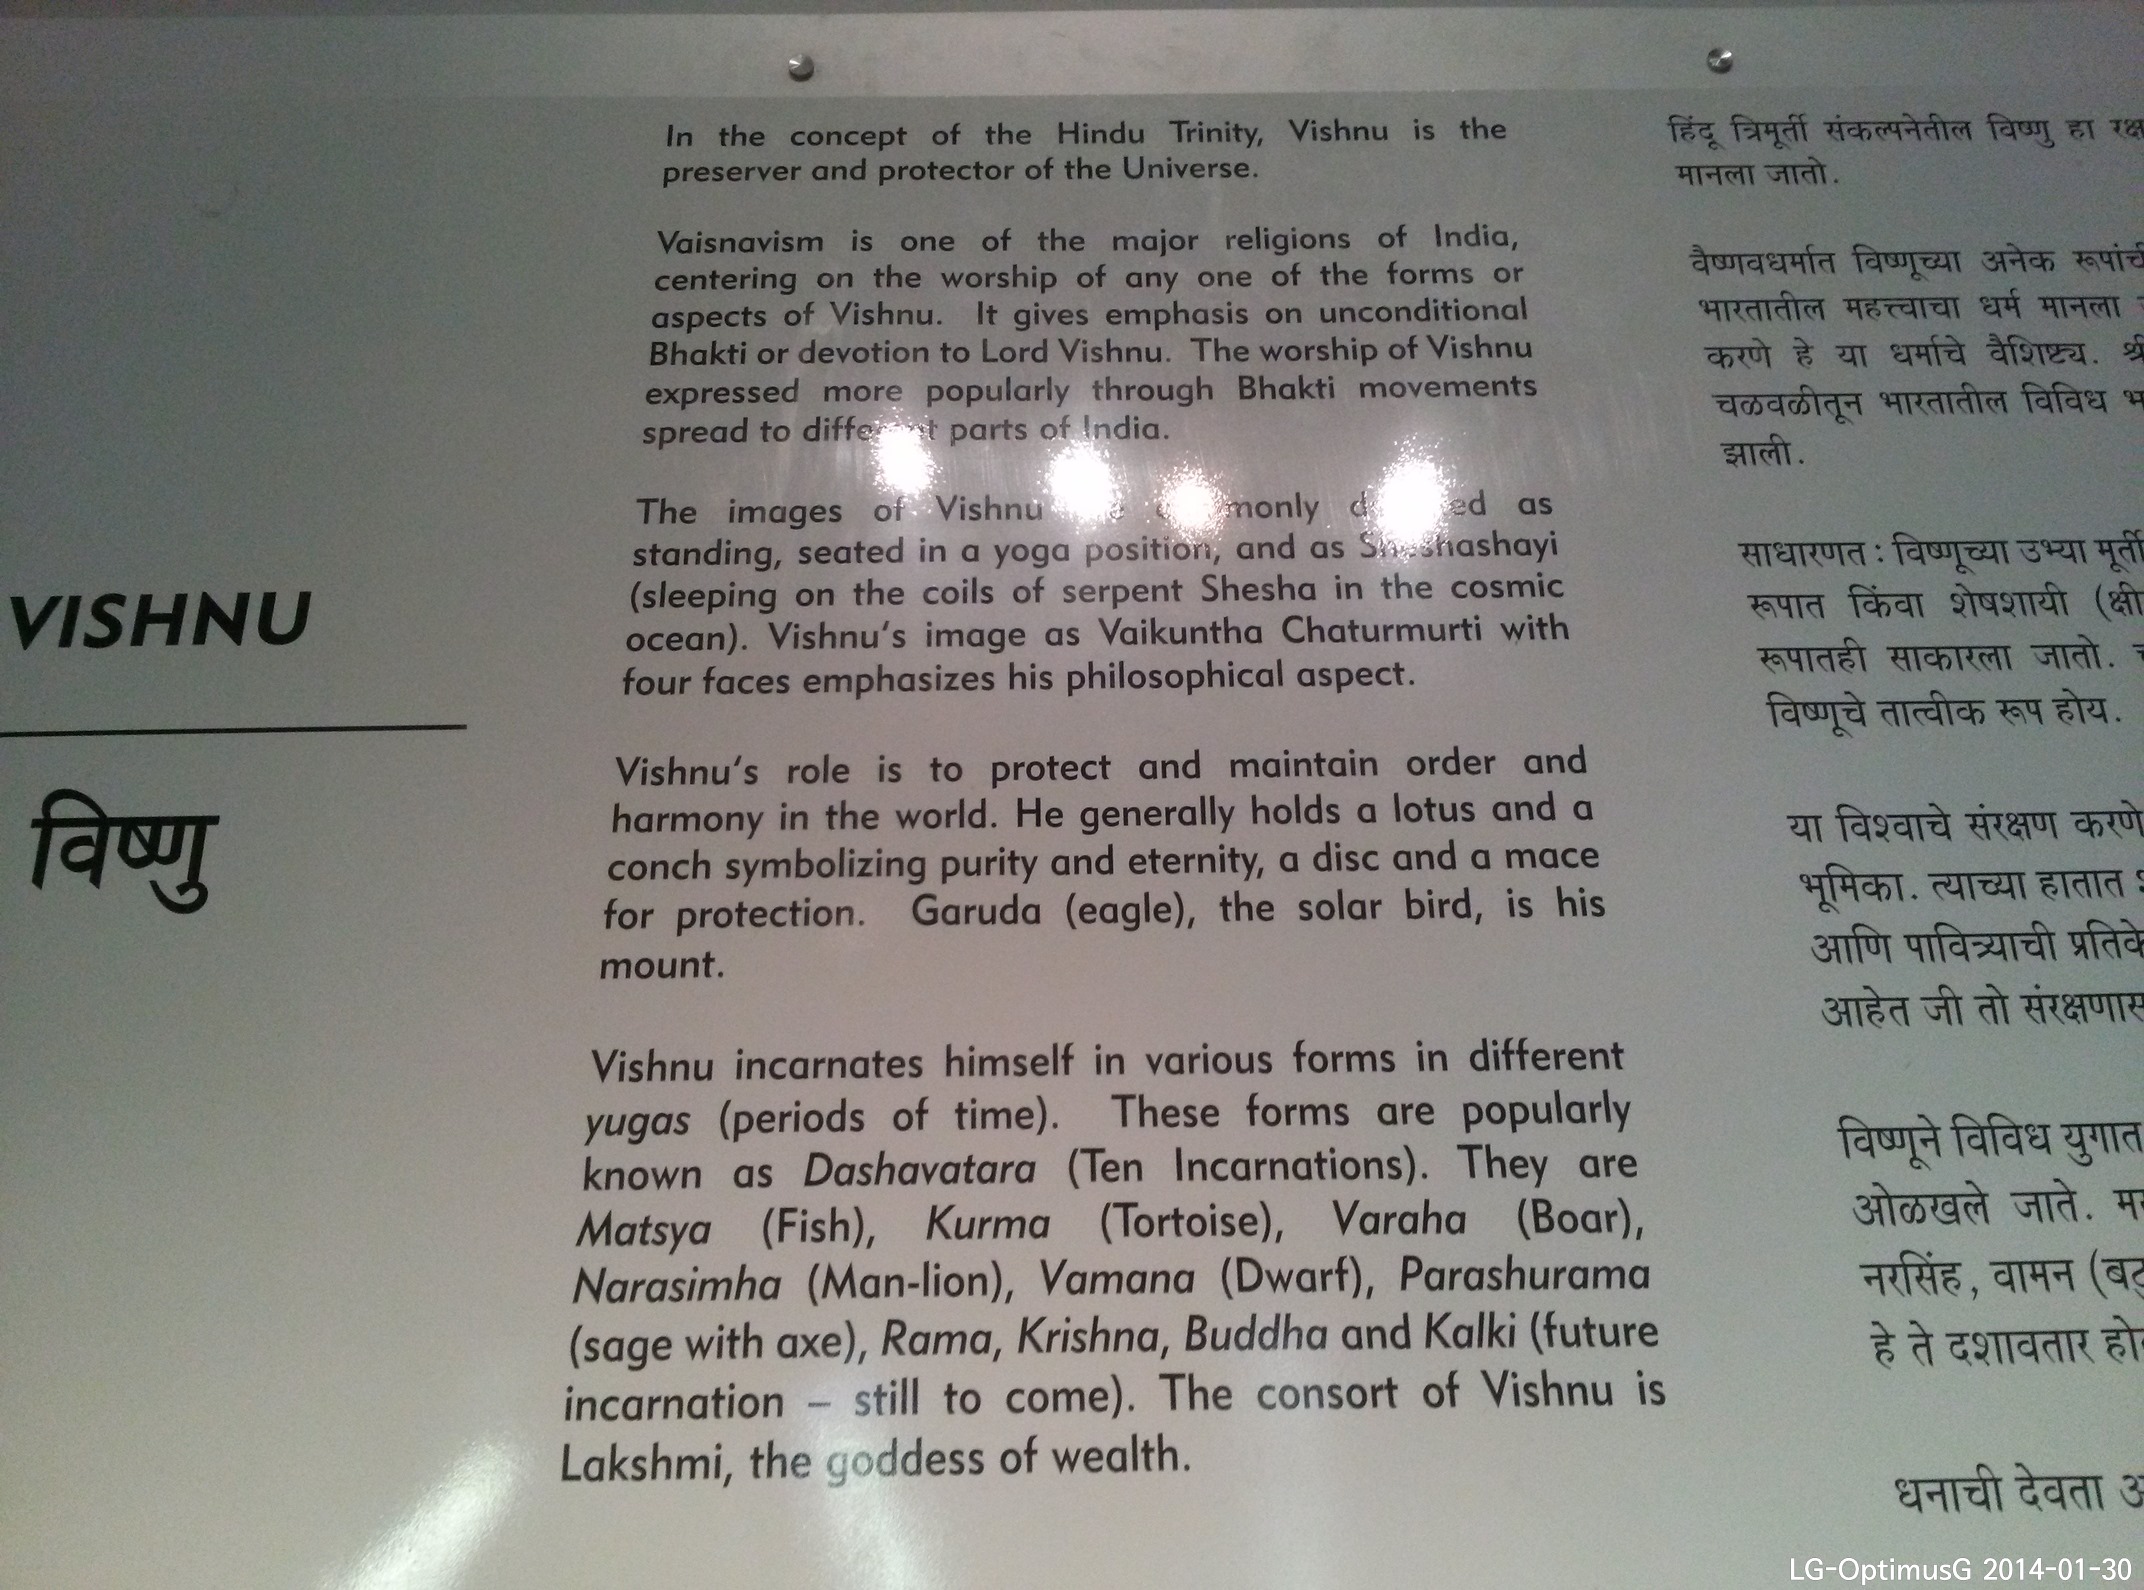 VISHNU
विष्णु
In the concept of the Hindu Trinity, Vishnu is the
preserver and protector of the Universe.
Vaisnavism is one of the major religions of India,
centering on the worship of any one of the forms or
aspects of Vishnu. It gives emphasis on unconditional
Bhakti or devotion to Lord Vishnu. The worship of Vishnu
expressed more popularly through Bhakti movements
spread to different parts of India.
The images of Vishnu as
standing, seated in a yoga position, and as
(sleeping on the coils of serpent Shesha in the cosmic
ocean). Vishnu's image as Vaikuntha Chaturmurti with
four faces emphasizes his philosophical aspect.
Vishnu's role is to protect and maintain order and
harmony in the world. He generally holds a lotus and a
conch symbolizing purity and eternity, a disc and a mace
for protection. Garuda (eagle), the solar bird, is his
mount.
Vishnu incarnates himself in various forms in different
yugas (periods of time). These forms are popularly
known as Dashavatara (Ten Incarnations). They are
Matsya (Fish), Kurma (Tortoise), Varaha (Boar),
Narasimha (Man-lion), Vamana (Dwarf), Parashurama
(sage with axe), Rama, Krishna, Buddha and Kalki (future
incarnation – still to come). The consort of Vishnu is
Lakshmi, the goddess of wealth.
हिंदू त्रिमूर्ती संकल्पनेतील विष्णु हा
मानला जातो.
वैष्णवधर्मात विष्णूच्या अनेक
भारतातील महत्त्वाचा धर्म मानला
करणे हे या धर्माचे वैशिष्ट्य.
चळवळीतून भारतातील विविध
झाली.
साधारणत: विष्णूच्या उभ्या मूर्ती
रूपात किंवा शेषशायी
रूपातही साकारला जातो.
विष्णूचे तात्वीक रूप होय.
या विश्वाचे संरक्षण करणे
भूमिका. त्याच्या हातात
आणि पावित्र्याची
आहेत जी तो
विष्णूने विविध युगात
ओळखले जाते.
नरसिंह, वामन
हे ते दशावतार
धनाची देवता
LG-OptimusG 2014-01-30